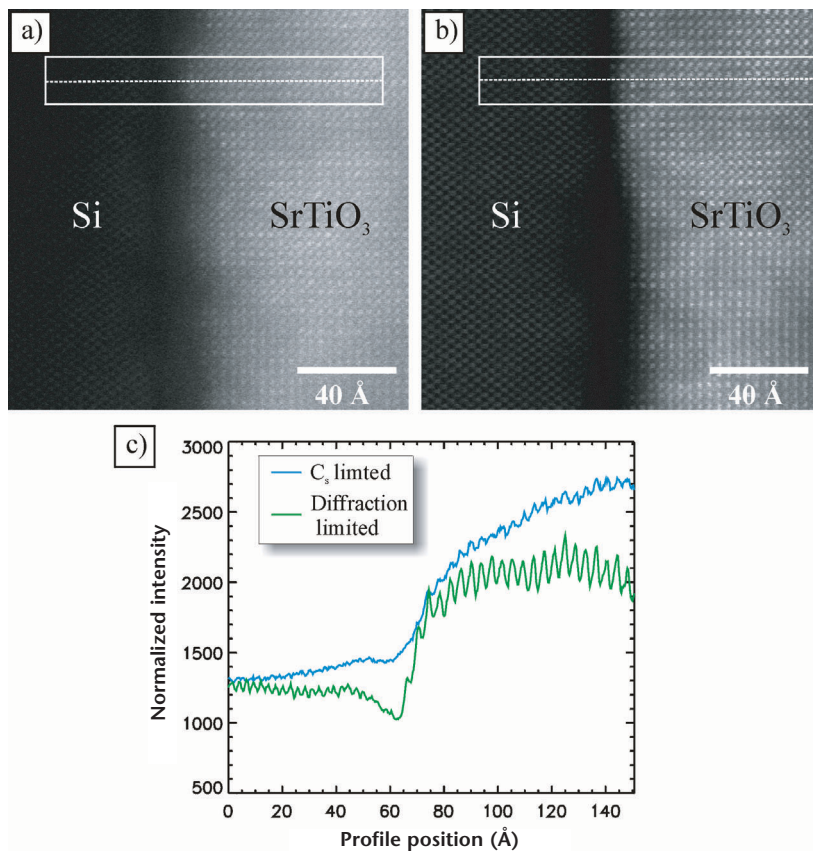 a)
Si
SrTiO₃
40 Å
b)
Si
SrTiO₃
40 Å
c)
3000
2500
2000
1500
1000
500
Normalized intensity
Cₛ limted
Diffraction
limited
0 20 40 60 80 100 120 140
Profile position (Å)